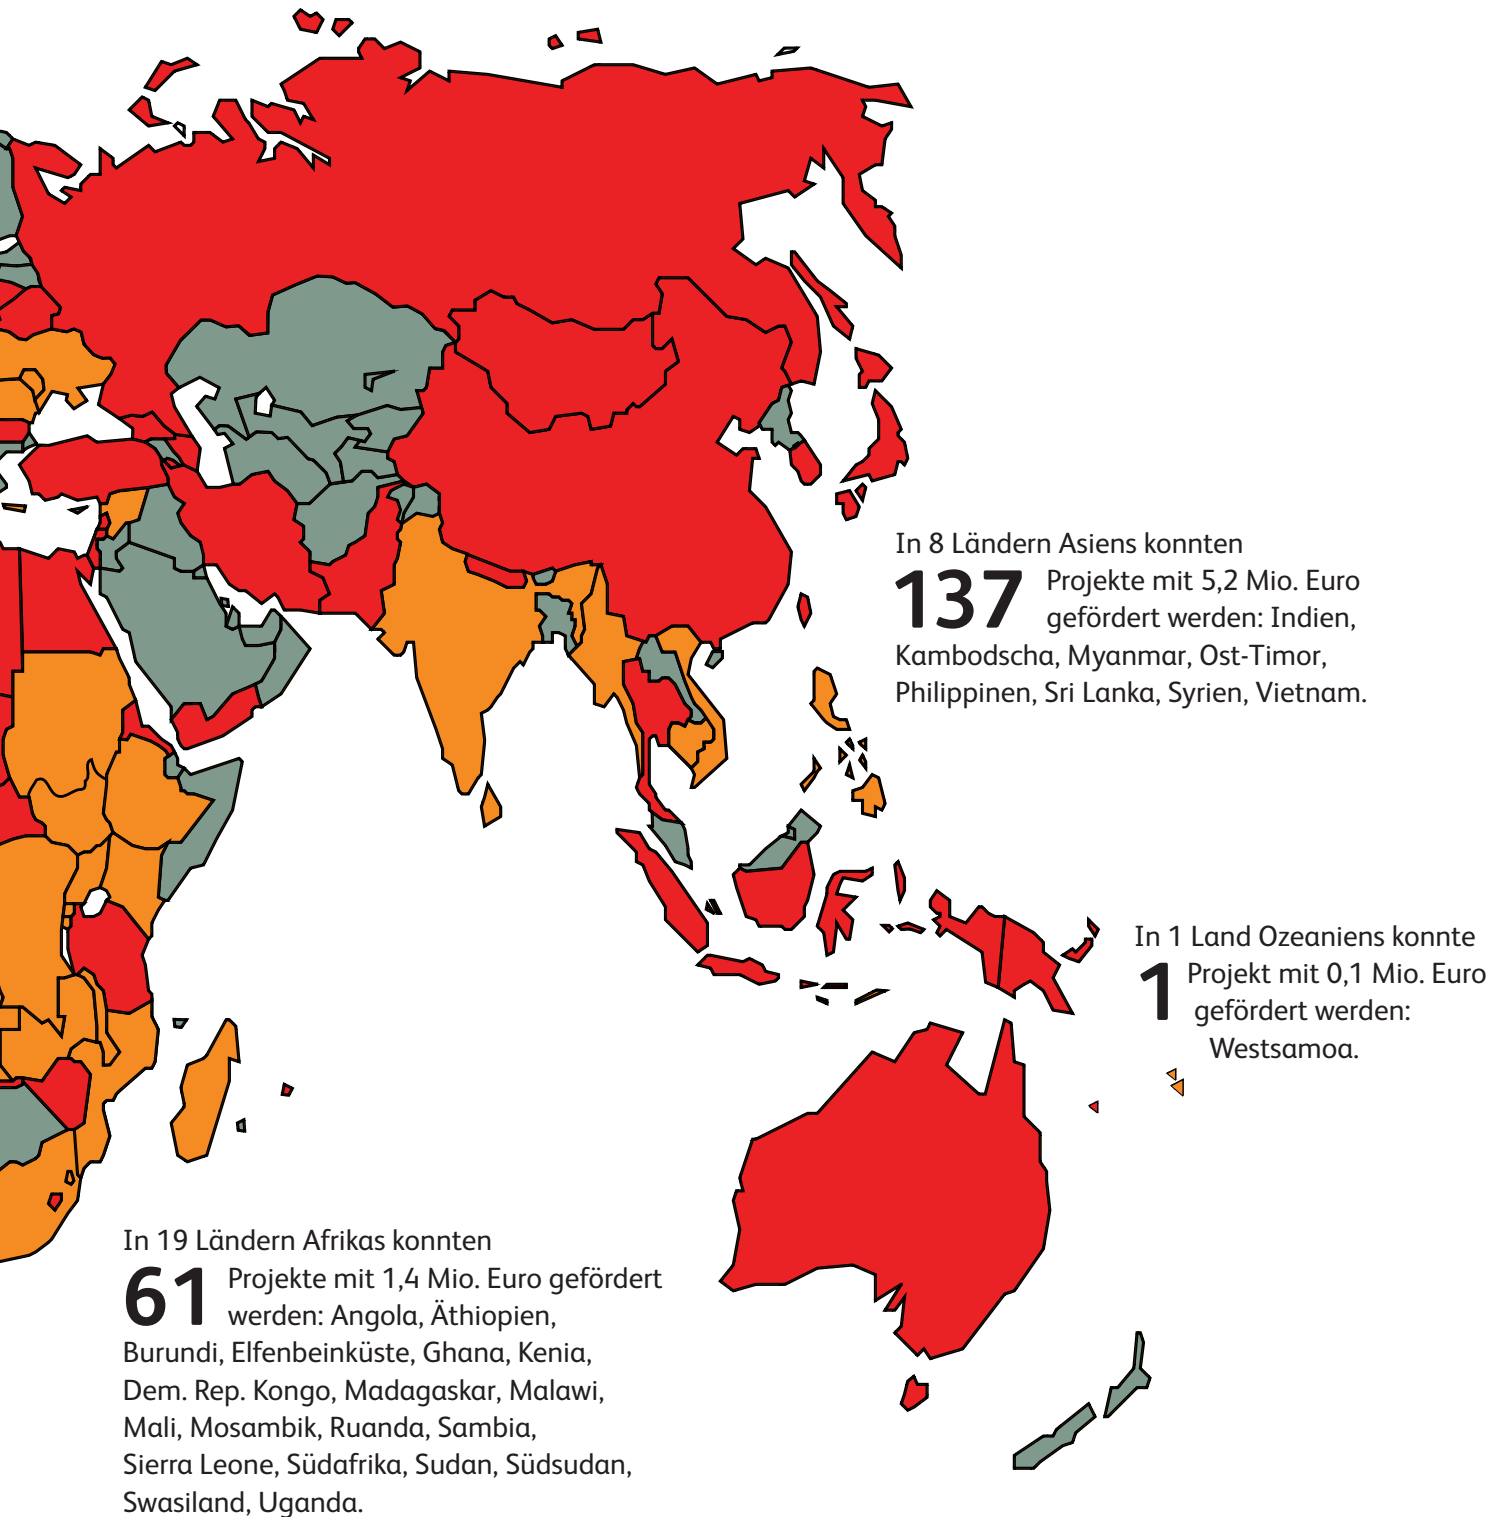 In 8 Ländern Asiens konnten
137 Projekte mit 5,2 Mio. Euro
gefördert werden: Indien,
Kambodscha, Myanmar, Ost-Timor,
Philippinen, Sri Lanka, Syrien, Vietnam.
In 1 Land Ozeaniens konnte
1 Projekt mit 0,1 Mio. Euro
gefördert werden:
Westsamoa.
In 19 Ländern Afrikas konnten
61 Projekte mit 1,4 Mio. Euro gefördert
werden: Angola, Äthiopien,
Burundi, Elfenbeinküste, Ghana, Kenia,
Dem. Rep. Kongo, Madagaskar, Malawi,
Mali, Mosambik, Ruanda, Sambia,
Sierra Leone, Südafrika, Sudan, Südsudan,
Swasiland, Uganda.